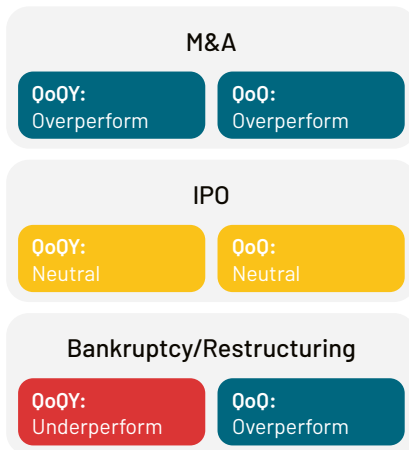 M&A
QoQY:
Overperform
QoQ:
Overperform
IPO
QoQY:
Neutral
QoQ:
Neutral
Bankruptcy/Restructuring
QoQY:
Underperform
QoQ:
Overperform